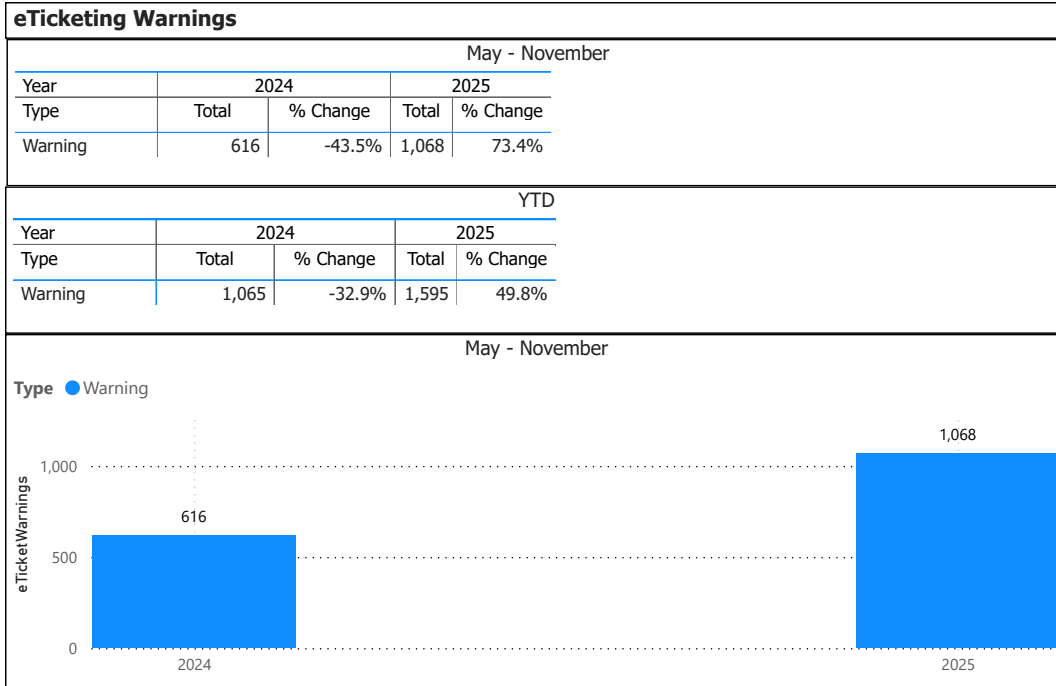 eTicketing Warnings
May - November
Year 2024 2025
Type Total % Change Total % Change
Warning 616 -43.5% 1,068 73.4%
YTD
Year 2024 2025
Type Total % Change Total % Change
Warning 1,065 -32.9% 1,595 49.8%
May - November
Type Warning
eTicketWarnings
1,068
1,000
616
500
0
2024 2025